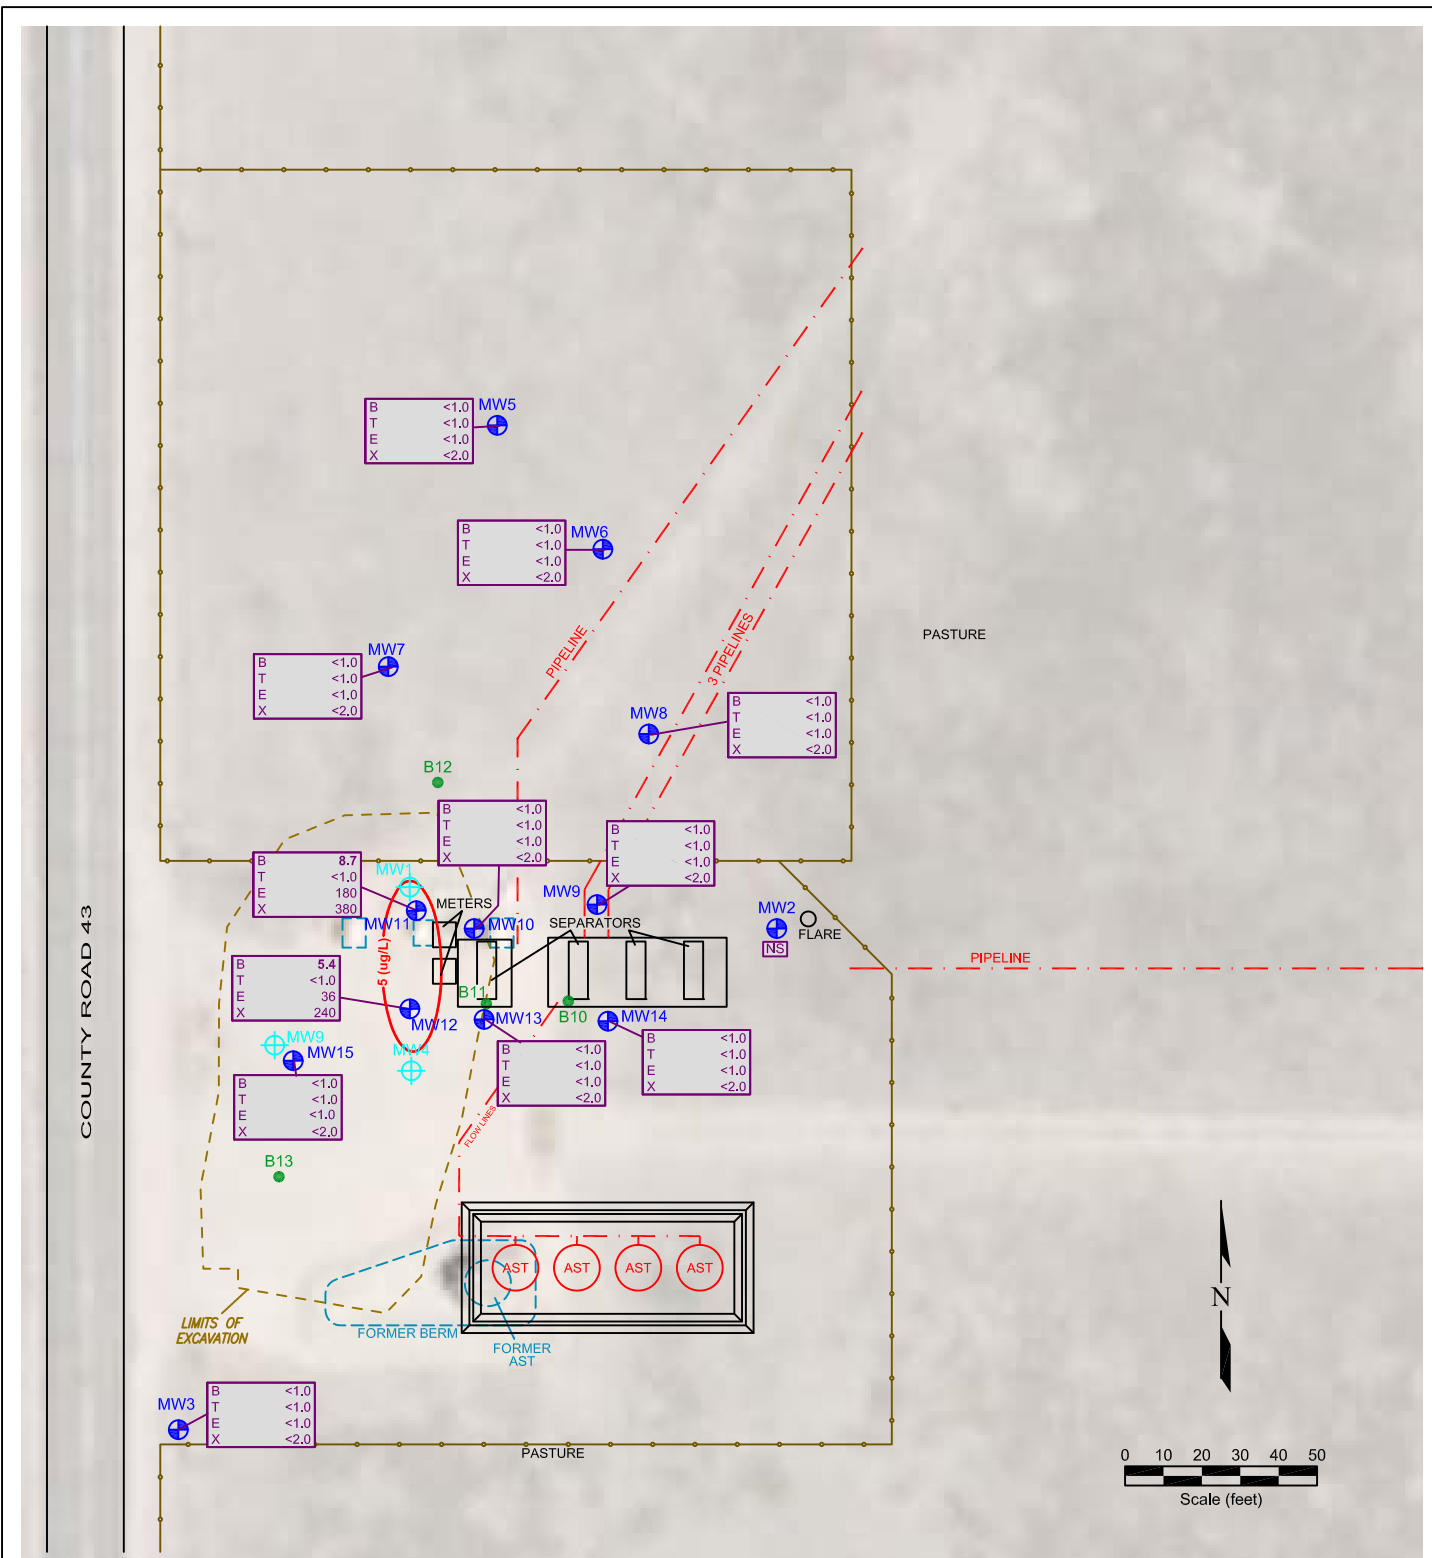 B <1.0
T <1.0
E <1.0
X <2.0
MW5
B <1.0
T <1.0
E <1.0
X <2.0
MW6
PIPELINE
3 PIPELINES
PASTURE
MW7
B <1.0
T <1.0
E <1.0
X <2.0
MW8
B <1.0
T <1.0
E <1.0
X <2.0
B12
B <1.0
T <1.0
E <1.0
X <2.0
B <1.0
T <1.0
E <1.0
X <2.0
B 8.7
T <1.0
E 180
X 380
MW1
MW11
METERS
MW10
MW9
SEPARATORS
MW2
NS
FLARE
PIPELINE
COUNTY ROAD 43
5 (ug/L)
B 5.4
T <1.0
E 36
X 240
MW12
B11
B10
MW13
MW14
MW9
MW15
MW4
B <1.0
T <1.0
E <1.0
X <2.0
B <1.0
T <1.0
E <1.0
X <2.0
B <1.0
T <1.0
E <1.0
X <2.0
FLOW LINES
B13
AST
AST
AST
AST
LIMITS OF
EXCAVATION
FORMER BERM
FORMER
AST
N
MW3
B <1.0
T <1.0
E <1.0
X <2.0
PASTURE
0 10 20 30 40 50
Scale (feet)